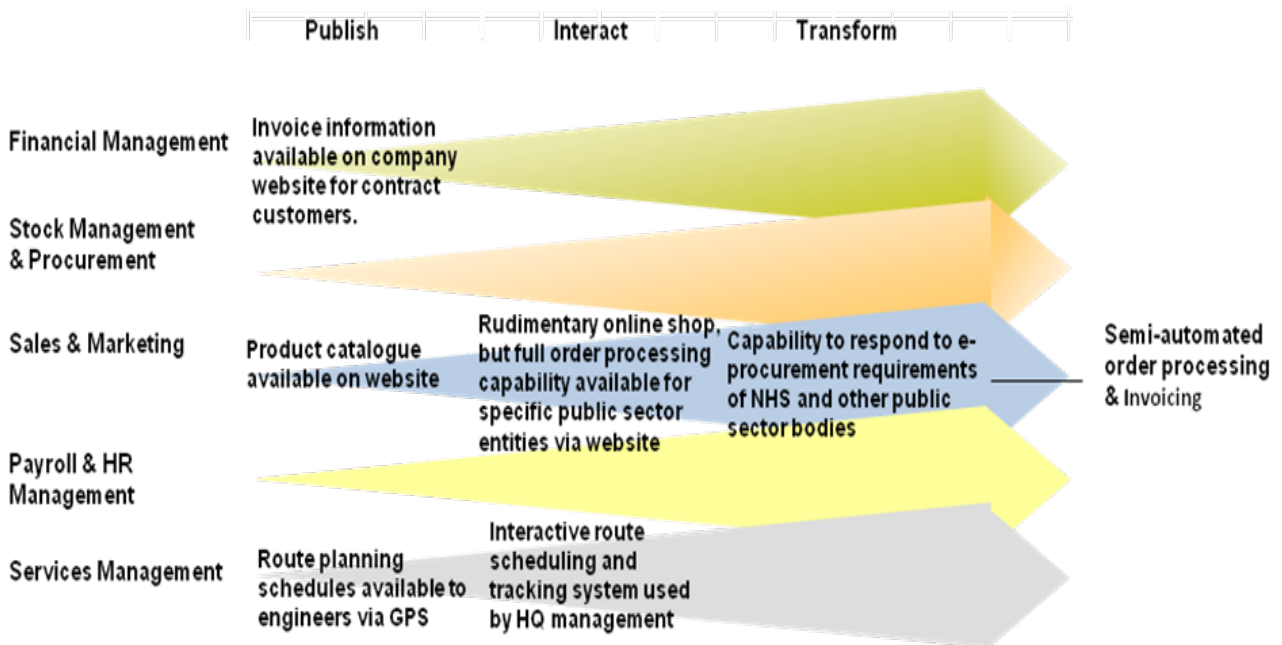 Publish
Interact
Transform
Financial Management
Invoice information
available on company
website for contract
customers.
Stock Management
& Procurement
Sales & Marketing
Product catalogue
available on website
Rudimentary online shop,
but full order processing
capability available for
specific public sector
entities via website
Capability to respond to e-
procurement requirements
of NHS and other public
sector bodies
Semi-automated
order processing
& Invoicing
Payroll & HR
Management
Services Management
Route planning
schedules available to
engineers via GPS
Interactive route
scheduling and
tracking system used
by HQ management